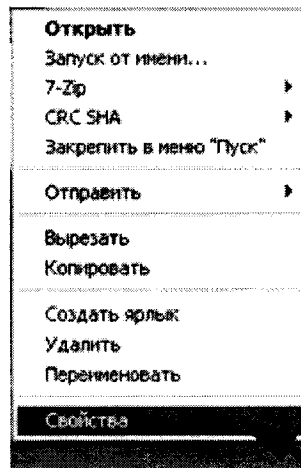 Открыть
Запуск от имени...
7-Zip
CRC SHA
Закрепить в меню "Пуск"
Отправить
Вырезать
Копировать
Создать ярлык
Удалить
Переименовать
Свойства